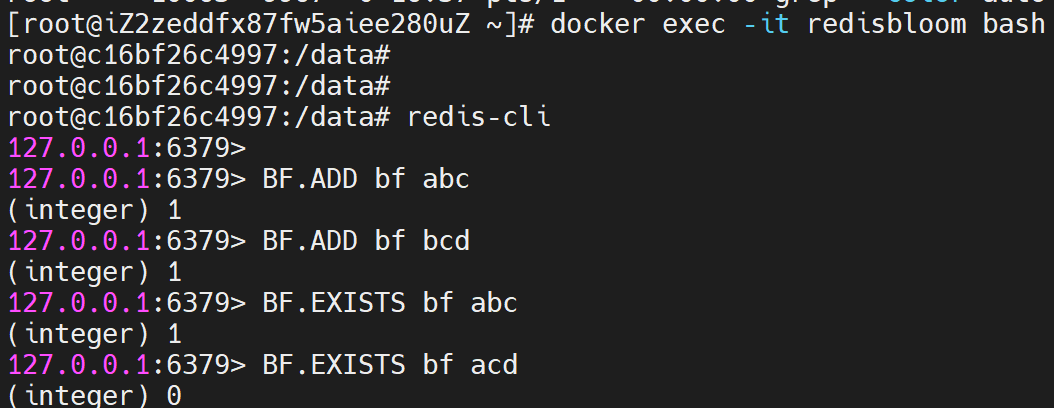 [root@iZ2zeddfx87fw5aiee280uZ ~]# docker exec -it redisbloom bash
root@c16bf26c4997:/data#
root@c16bf26c4997:/data#
root@c16bf26c4997:/data# redis-cli
127.0.0.1:6379>
127.0.0.1:6379> BF.ADD bf abc
(integer) 1
127.0.0.1:6379> BF.ADD bf bcd
(integer) 1
127.0.0.1:6379> BF.EXISTS bf abc
(integer) 1
127.0.0.1:6379> BF.EXISTS bf acd
(integer) 0